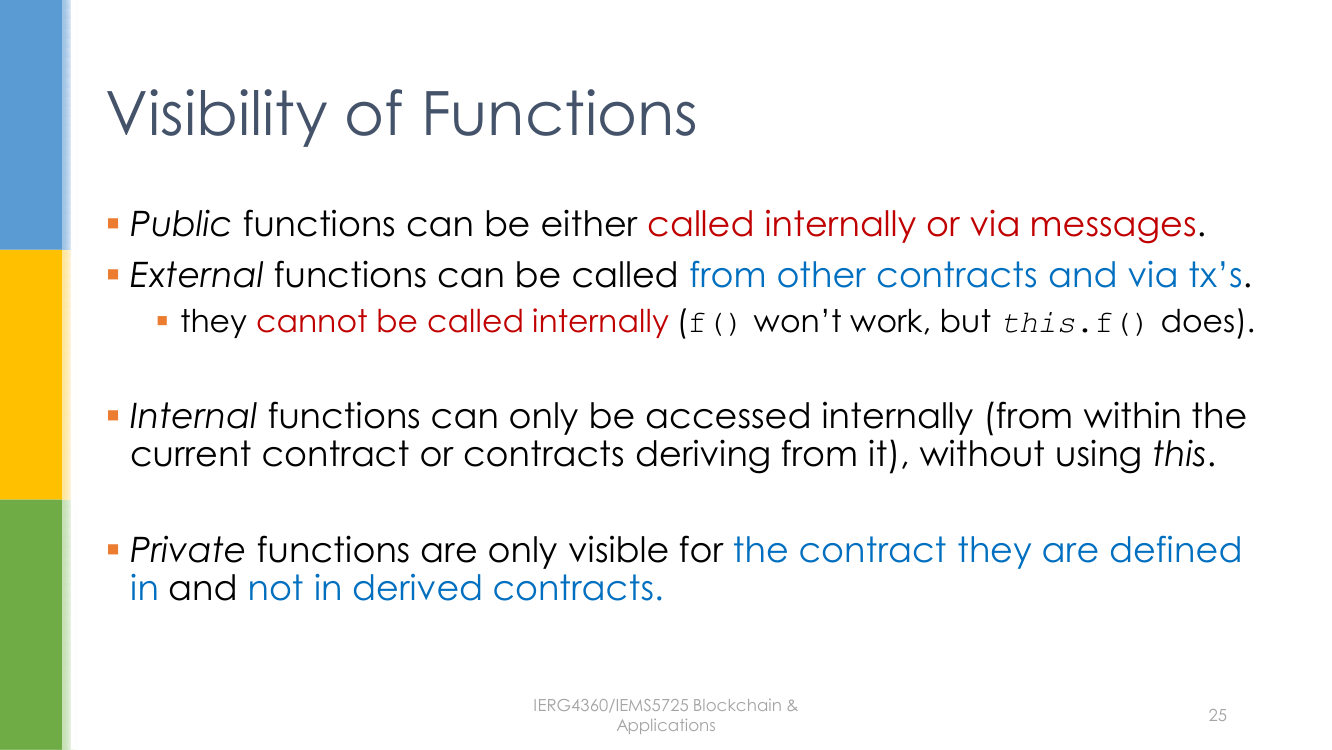 Visibility of Functions
▪ Public functions can be either called internally or via messages.
▪ External functions can be called from other contracts and via tx’s.
▪ they cannot be called internally (f() won’t work, but this.f() does).
▪ Internal functions can only be accessed internally (from within the
current contract or contracts deriving from it), without using this.
▪ Private functions are only visible for the contract they are defined
in and not in derived contracts.
IERG4360/IEMS5725 Blockchain &
Applications
25